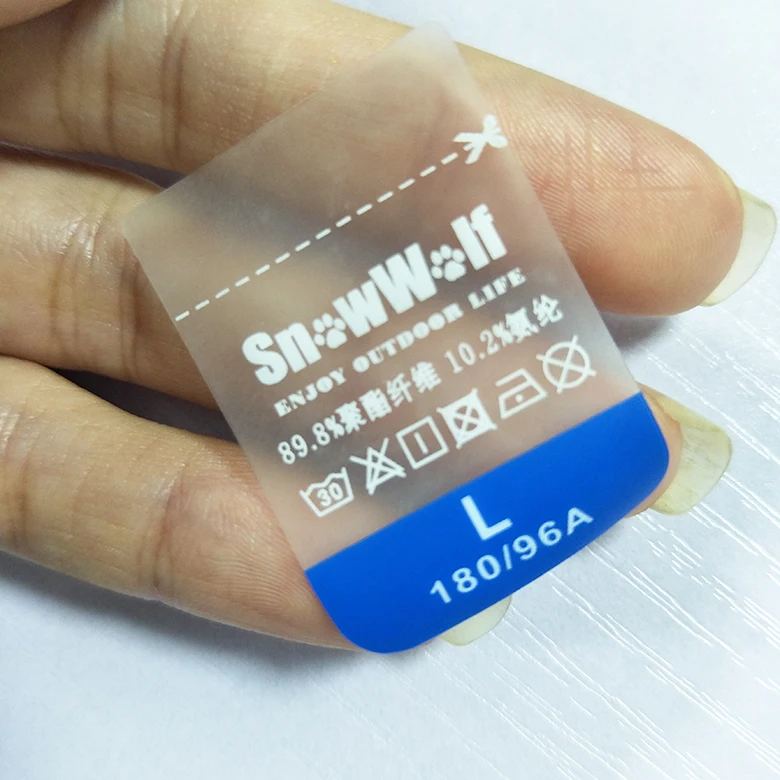 SnowWolf
ENJOY OUTDOOR LIFE
89.8%聚酯纤维 10.2%氨纶
30
L
180/96A